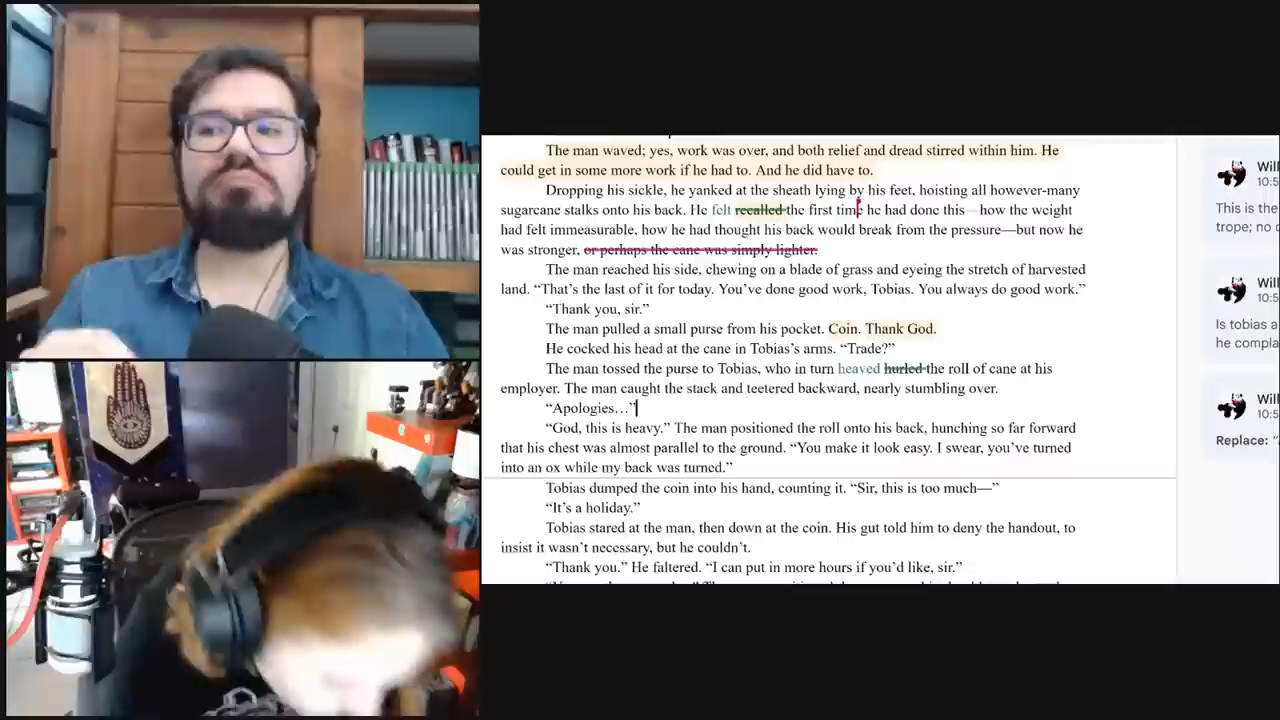 The man waved; yes, work was over, and both relief and dread stirred within him. He
could get in some more work if he had to. And he did have to.
Dropping his sickle, he yanked at the sheath lying by his feet, hoisting all however-many
sugarcane stalks onto his back. He felt recalled the first time he had done this—how the weight
had felt immeasurable, how he had thought his back would break from the pressure—but now he
was stronger, or perhaps the cane was simply lighter.
The man reached his side, chewing on a blade of grass and eyeing the stretch of harvested
land. “That’s the last of it for today. You’ve done good work, Tobias. You always do good work.”
“Thank you, sir.”
The man pulled a small purse from his pocket. Coin. Thank God.
He cocked his head at the cane in Tobias’s arms. “Trade?”
The man tossed the purse to Tobias, who in turn heaved hurled the roll of cane at his
employer. The man caught the stack and teetered backward, nearly stumbling over.
“Apologies…”
“God, this is heavy.” The man positioned the roll onto his back, hunching so far forward
that his chest was almost parallel to the ground. “You make it look easy. I swear, you’ve turned
into an ox while my back was turned.”
Tobias dumped the coin into his hand, counting it. “Sir, this is too much—”
“It’s a holiday.”
Tobias stared at the man, then down at the coin. His gut told him to deny the handout, to
insist it wasn’t necessary, but he couldn’t.
“Thank you.” He faltered. “I can put in more hours if you’d like, sir.”
Will
10:5
This is the
trope; no
Will
10:5
Is tobias a
he compla
Will
10:5
Replace: